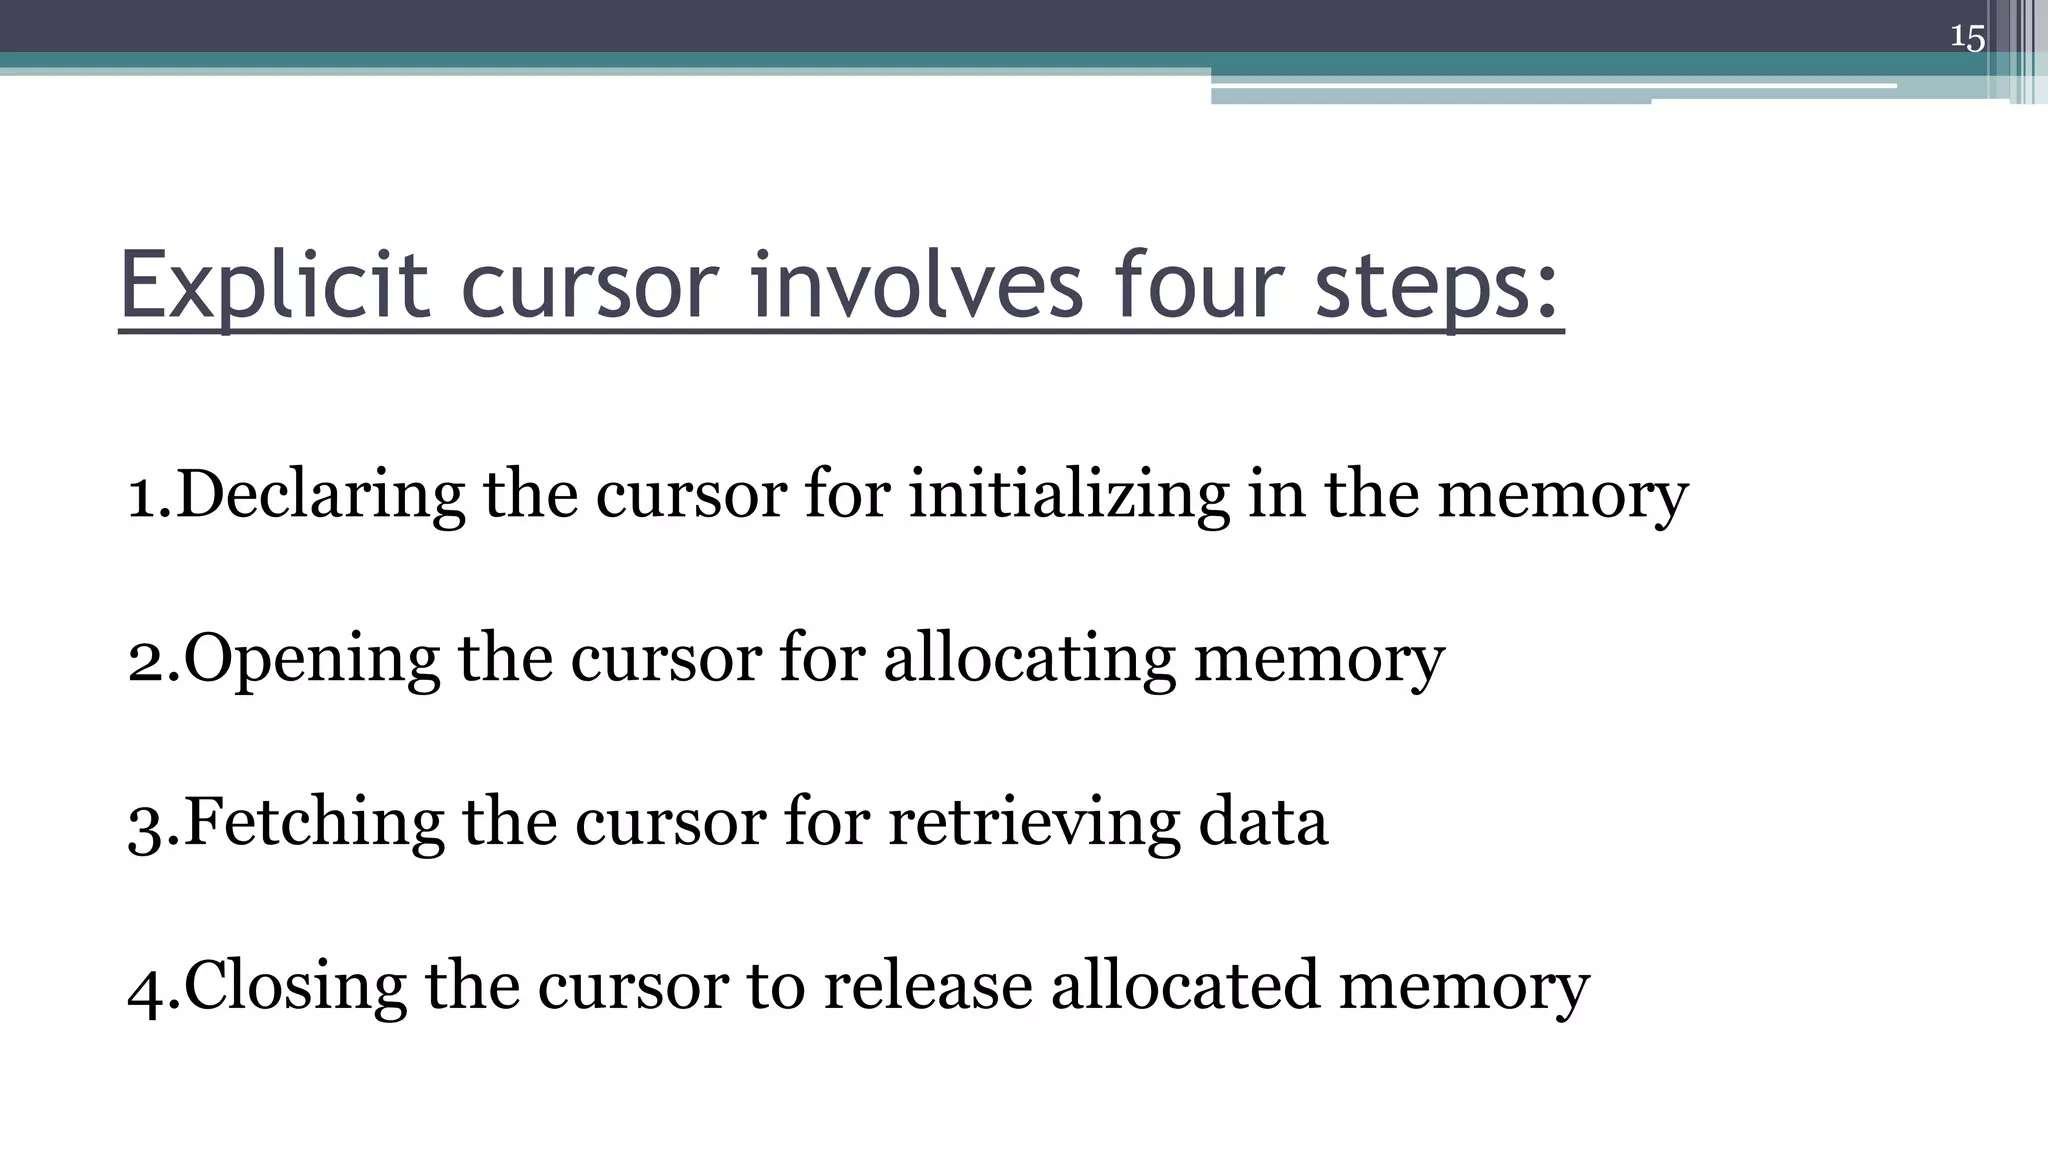 15
Explicit cursor involves four steps:
1.Declaring the cursor for initializing in the memory
2.Opening the cursor for allocating memory
3.Fetching the cursor for retrieving data
4.Closing the cursor to release allocated memory